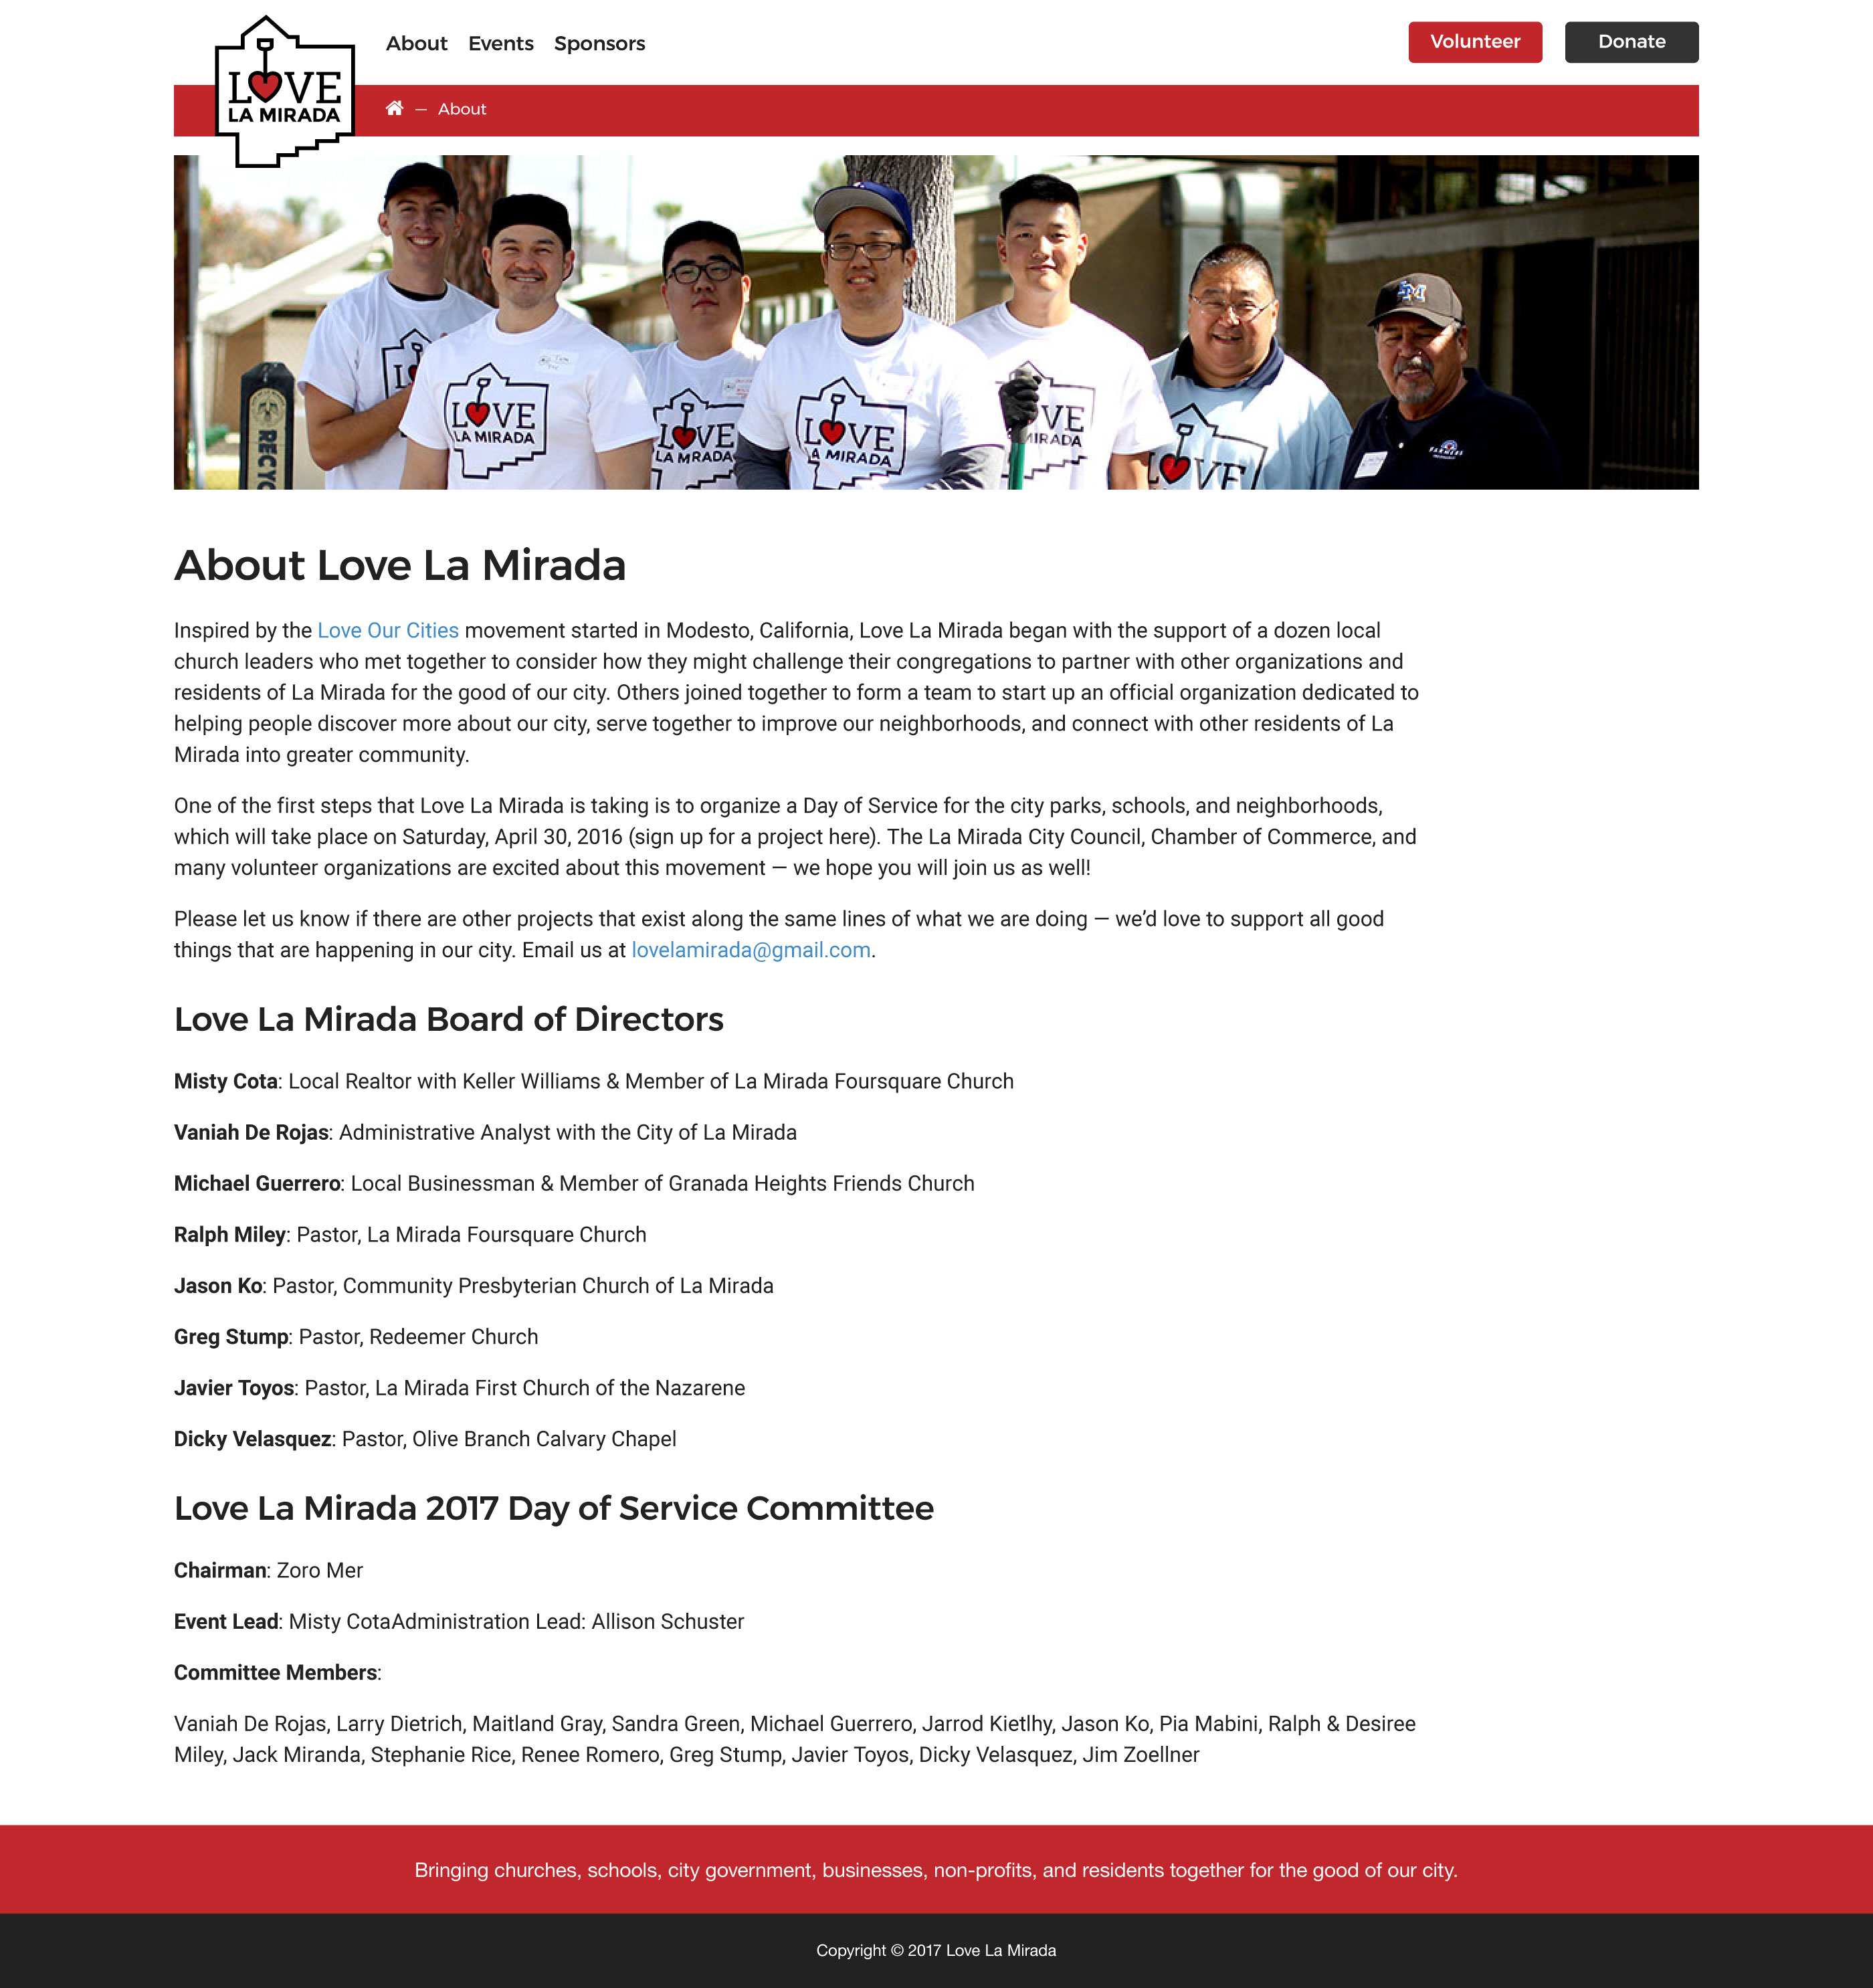 About Events Sponsors
Volunteer Donate
LOVE
LA MIRADA
— About
RECYC
LOVE
LA MIRADA
LOVE
LA MRADA
LOVE
A MIRADA
VE
MIRADA
LOVE
FARMERS
About Love La Mirada
Inspired by the Love Our Cities movement started in Modesto, California, Love La Mirada began with the support of a dozen local
church leaders who met together to consider how they might challenge their congregations to partner with other organizations and
residents of La Mirada for the good of our city. Others joined together to form a team to start up an official organization dedicated to
helping people discover more about our city, serve together to improve our neighborhoods, and connect with other residents of La
Mirada into greater community.
One of the first steps that Love La Mirada is taking is to organize a Day of Service for the city parks, schools, and neighborhoods,
which will take place on Saturday, April 30, 2016 (sign up for a project here). The La Mirada City Council, Chamber of Commerce, and
many volunteer organizations are excited about this movement — we hope you will join us as well!
Please let us know if there are other projects that exist along the same lines of what we are doing — we’d love to support all good
things that are happening in our city. Email us at lovelamirada@gmail.com.
Love La Mirada Board of Directors
Misty Cota: Local Realtor with Keller Williams & Member of La Mirada Foursquare Church
Vaniah De Rojas: Administrative Analyst with the City of La Mirada
Michael Guerrero: Local Businessman & Member of Granada Heights Friends Church
Ralph Miley: Pastor, La Mirada Foursquare Church
Jason Ko: Pastor, Community Presbyterian Church of La Mirada
Greg Stump: Pastor, Redeemer Church
Javier Toyos: Pastor, La Mirada First Church of the Nazarene
Dicky Velasquez: Pastor, Olive Branch Calvary Chapel
Love La Mirada 2017 Day of Service Committee
Chairman: Zoro Mer
Event Lead: Misty CotaAdministration Lead: Allison Schuster
Committee Members:
Vaniah De Rojas, Larry Dietrich, Maitland Gray, Sandra Green, Michael Guerrero, Jarrod Kietlhy, Jason Ko, Pia Mabini, Ralph & Desiree
Miley, Jack Miranda, Stephanie Rice, Renee Romero, Greg Stump, Javier Toyos, Dicky Velasquez, Jim Zoellner
Bringing churches, schools, city government, businesses, non-profits, and residents together for the good of our city.
Copyright © 2017 Love La Mirada